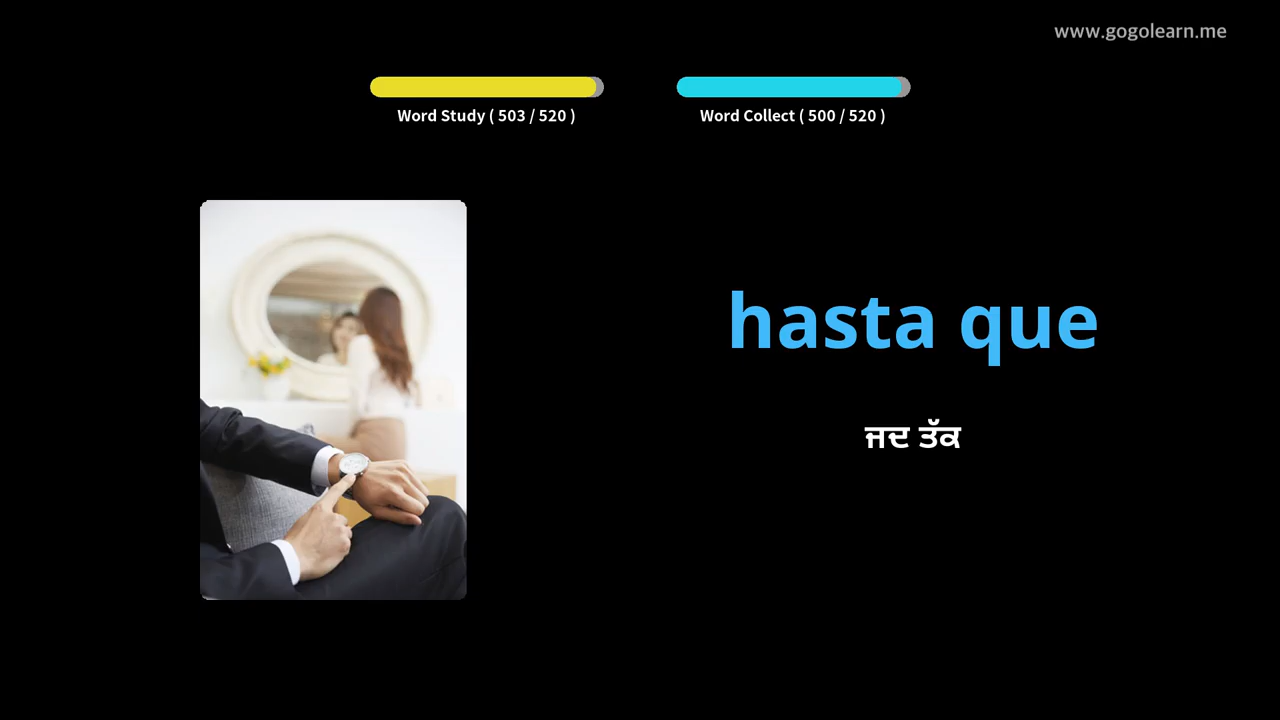 www.gogolearn.me
Word Study ( 503 / 520 )
Word Collect ( 500 / 520 )
hasta que
ਜਦ ਤੱਕ